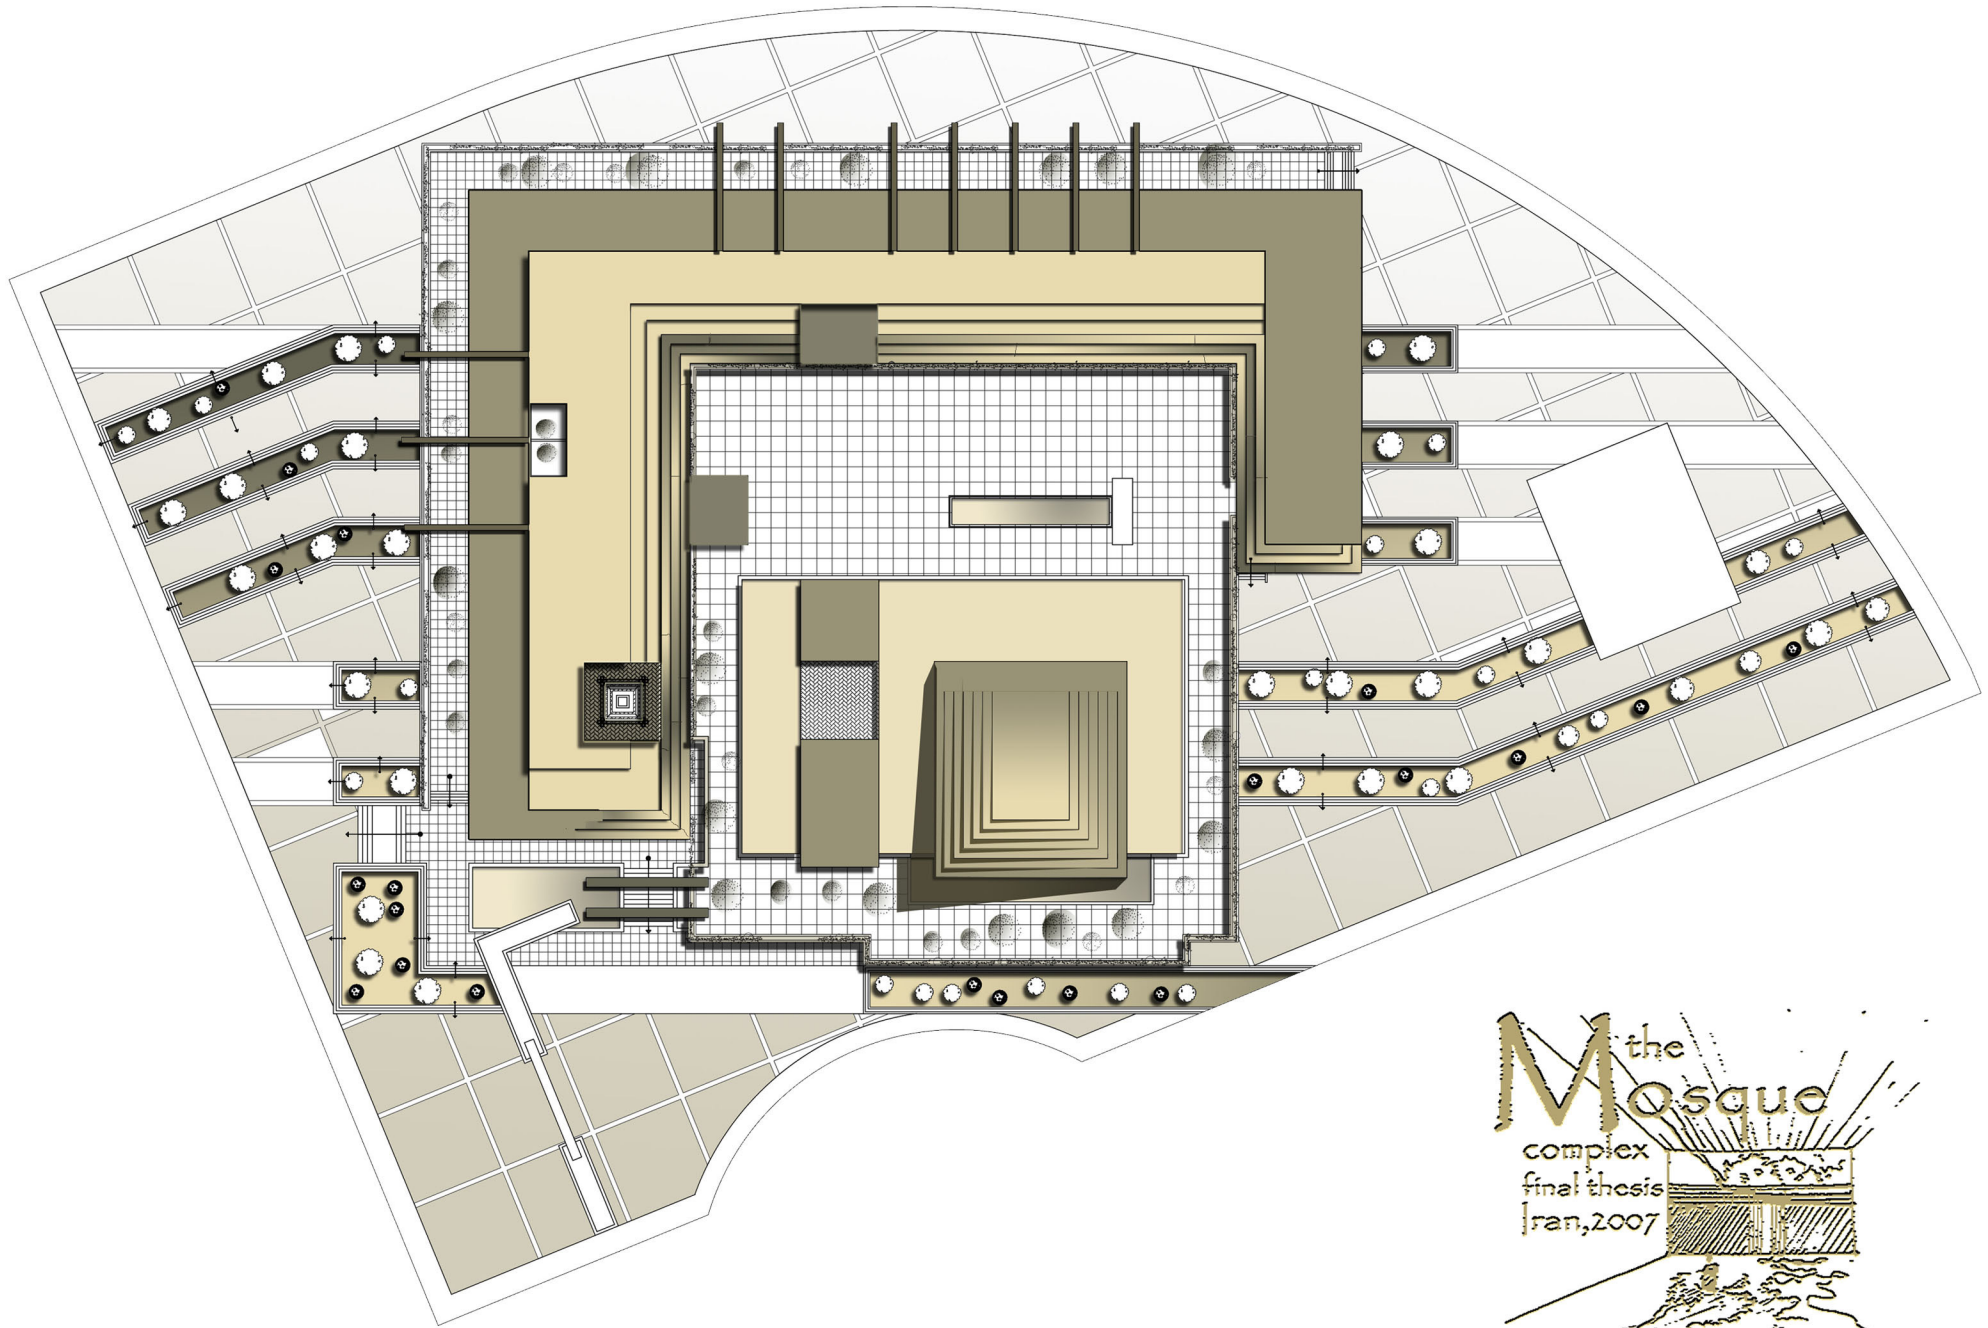 the
Mosque
complex
final thesis
Iran,2007